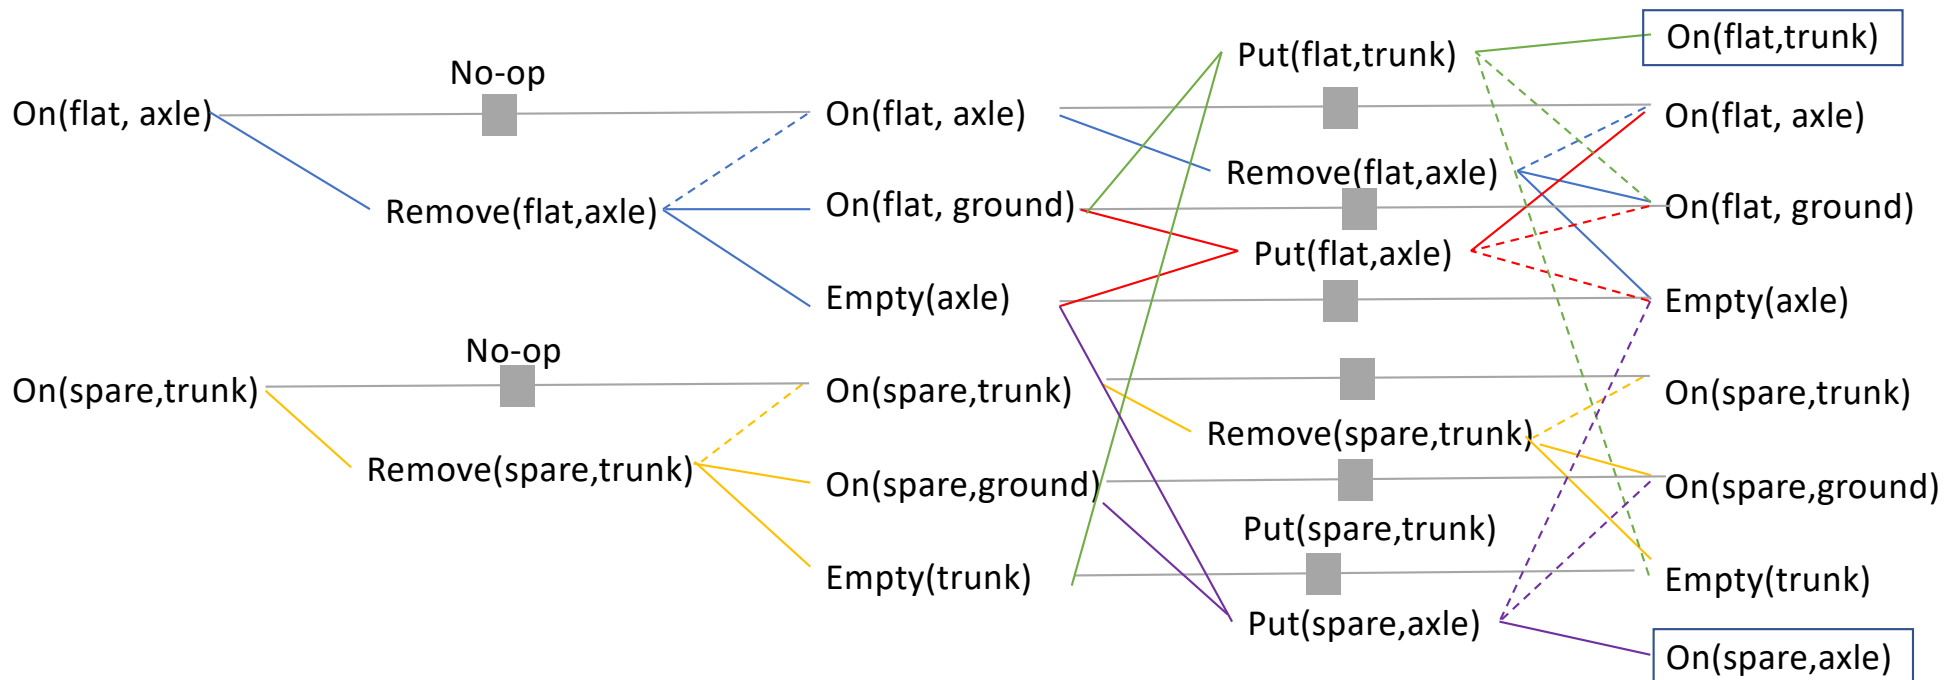 No-op
On(flat, axle)
Remove(flat,axle)
No-op
On(spare,trunk)
Remove(spare,trunk)
On(flat, axle)
On(flat, ground)
Empty(axle)
On(spare,trunk)
On(spare,ground)
Empty(trunk)
Put(flat,trunk)
Remove(flat,axle)
Put(flat,axle)
Remove(spare,trunk)
Put(spare,trunk)
Put(spare,axle)
On(flat,trunk)
On(flat, axle)
On(flat, ground)
Empty(axle)
On(spare,trunk)
On(spare,ground)
Empty(trunk)
On(spare,axle)